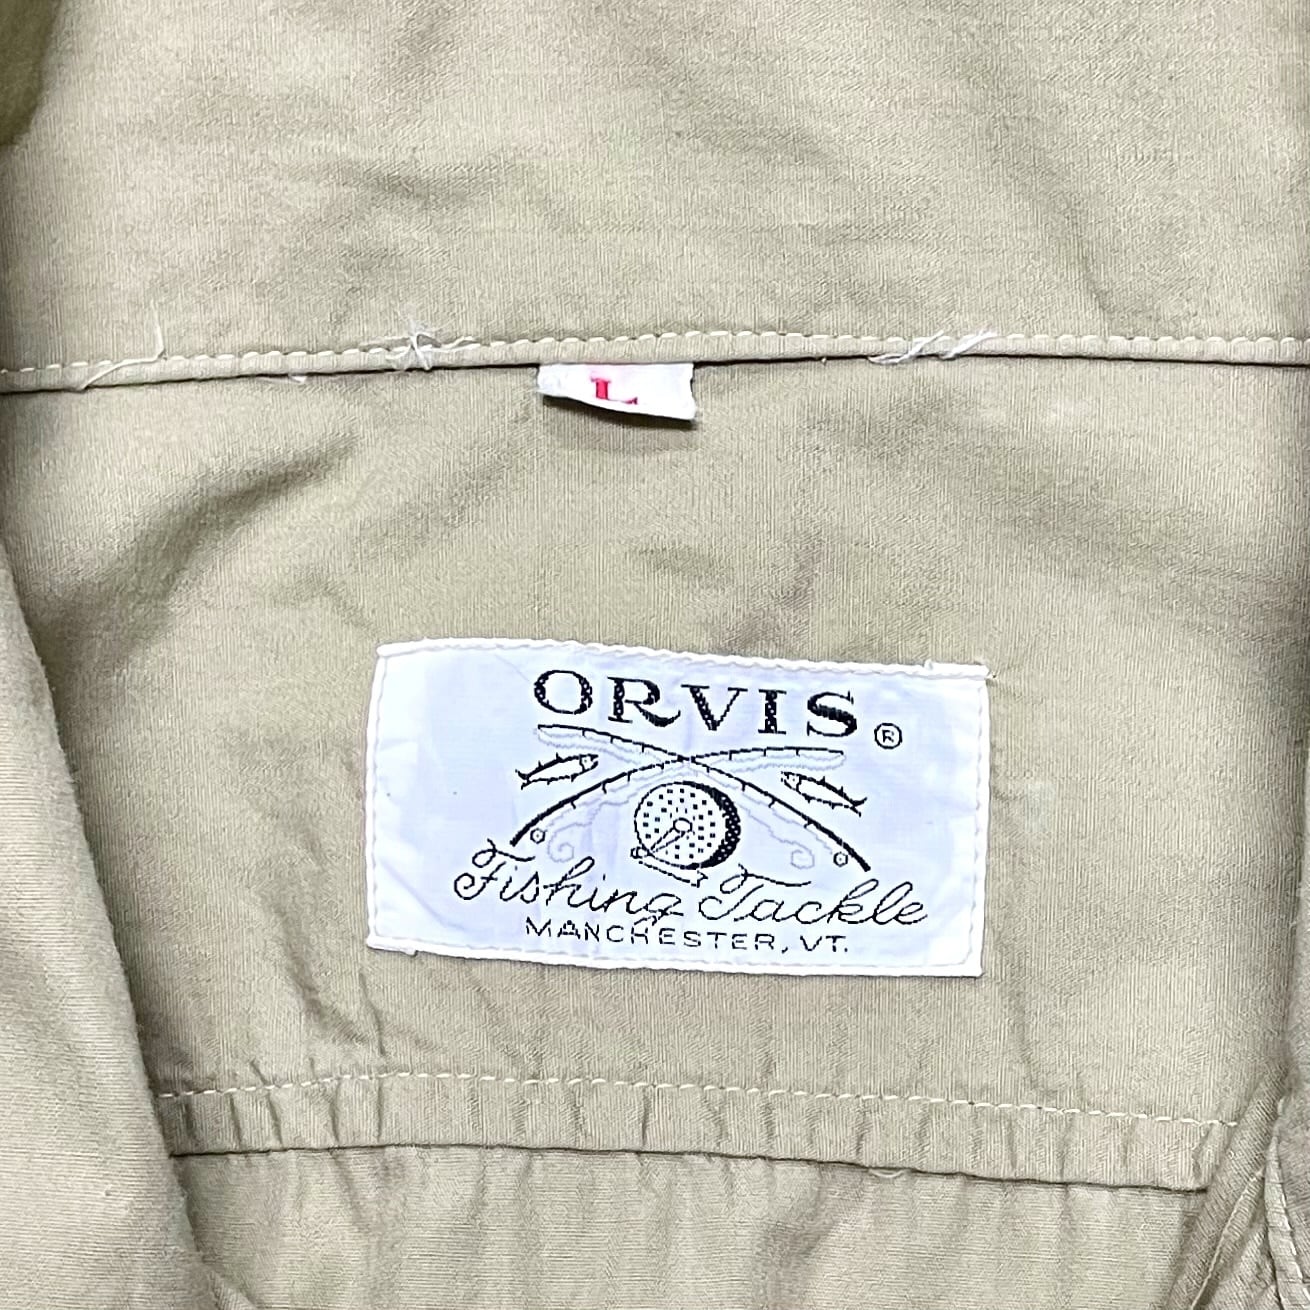 L
ORVIS®
Fishing Tackle
MANCHESTER, VT.